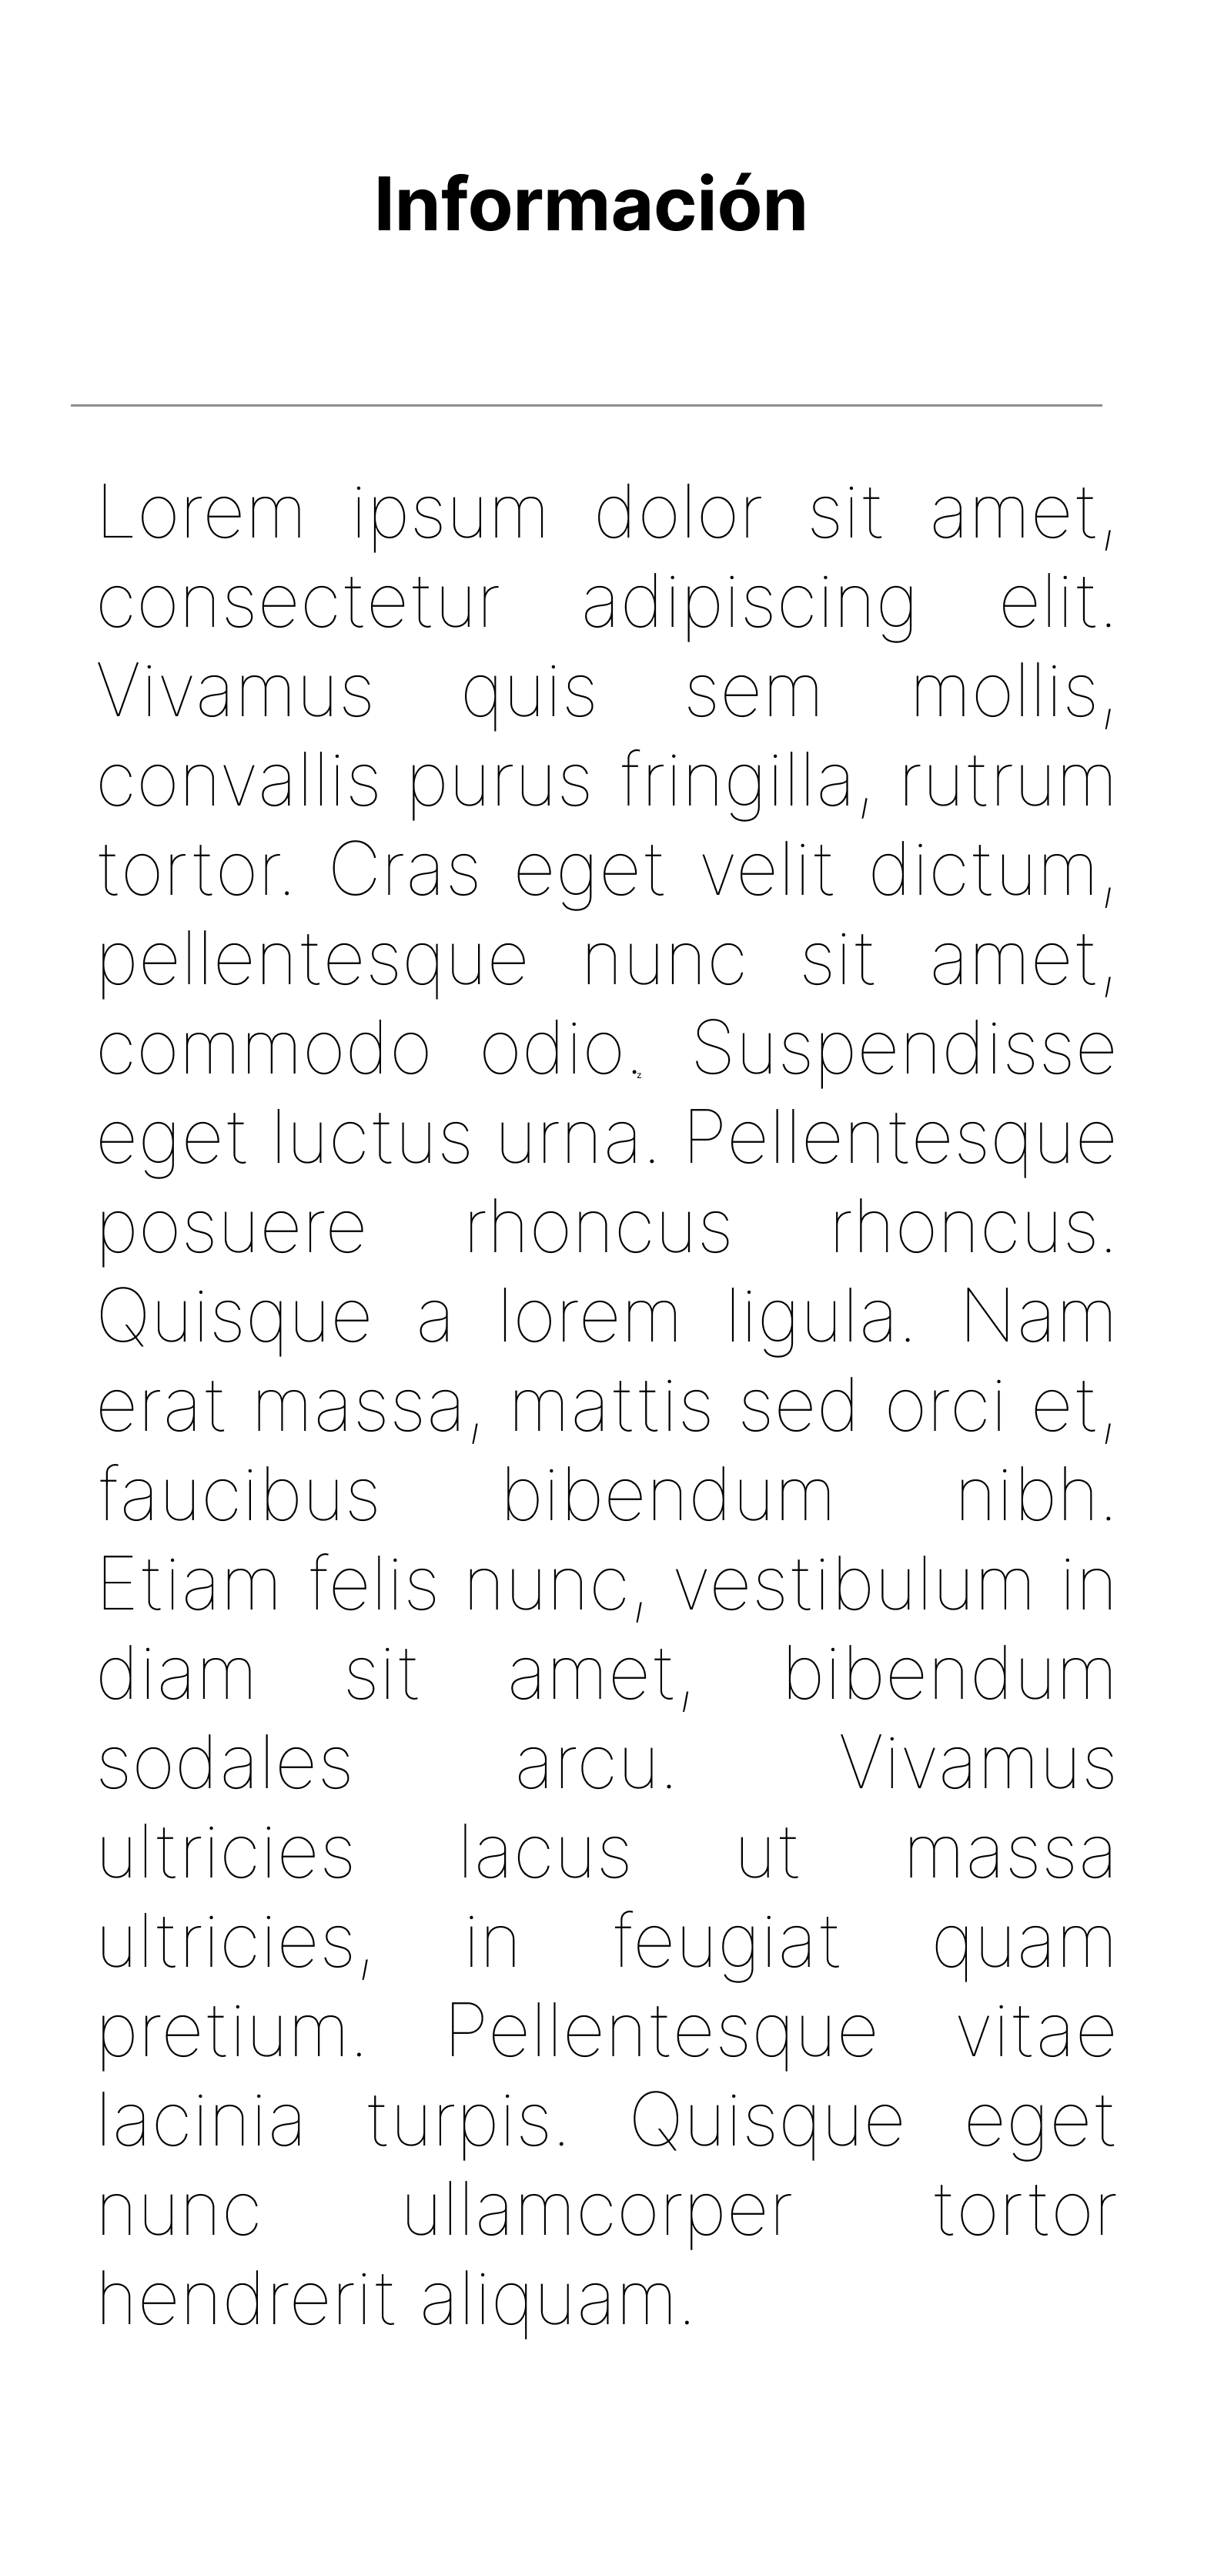 Información
Lorem ipsum dolor sit amet,
consectetur adipiscing elit.
Vivamus quis sem mollis,
convallis purus fringilla, rutrum
tortor. Cras eget velit dictum,
pellentesque nunc sit amet,
commodo odio.z Suspendisse
eget luctus urna. Pellentesque
posuere rhoncus rhoncus.
Quisque a lorem ligula. Nam
erat massa, mattis sed orci et,
faucibus bibendum nibh.
Etiam felis nunc, vestibulum in
diam sit amet, bibendum
sodales arcu. Vivamus
ultricies lacus ut massa
ultricies, in feugiat quam
pretium. Pellentesque vitae
lacinia turpis. Quisque eget
nunc ullamcorper tortor
hendrerit aliquam.